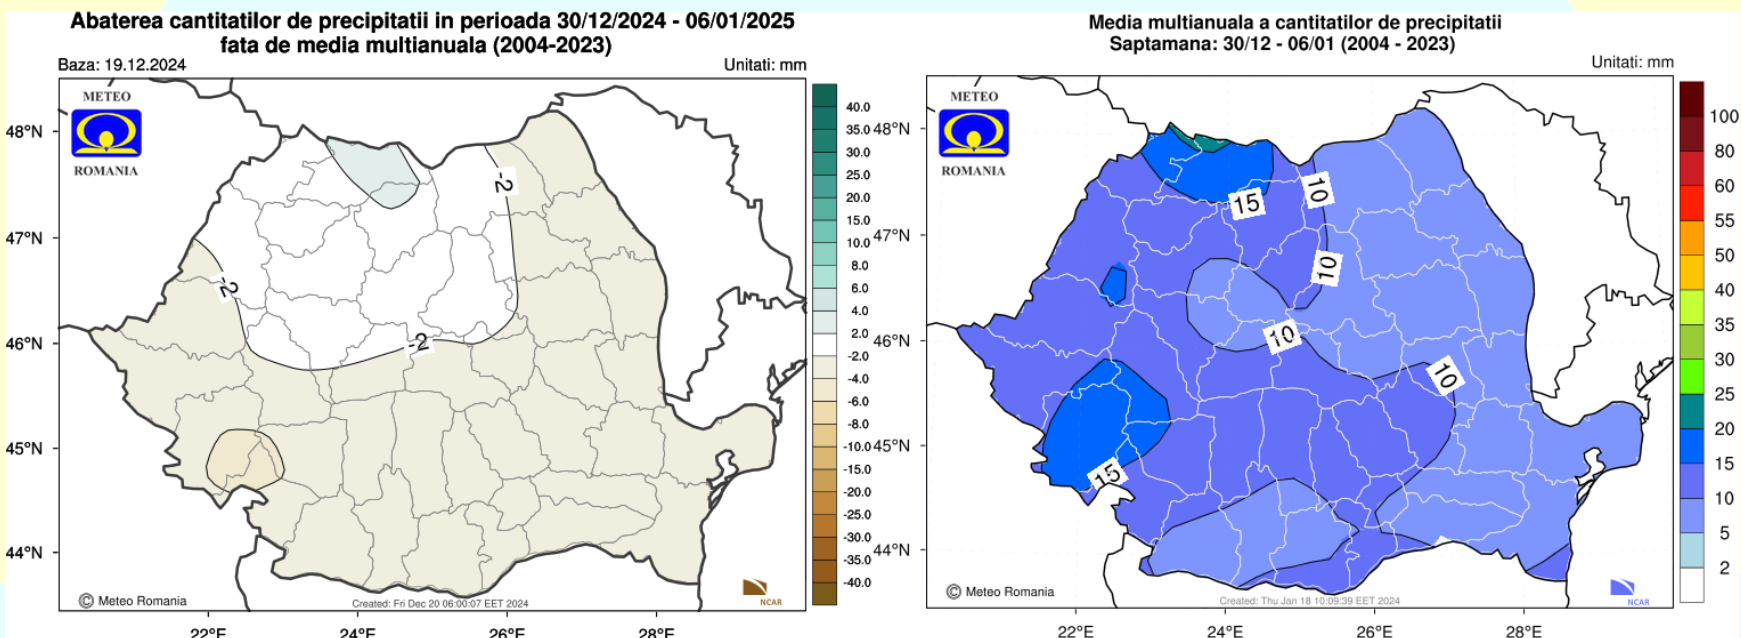 Abaterea cantitatilor de precipitatii in perioada 30/12/2024 - 06/01/2025
fata de media multianuala (2004-2023)
Baza: 19.12.2024
Unitati: mm
METEO
ROMANIA
48°N
47°N
46°N
45°N
44°N
22°E
24°E
26°E
28°E
-2
-2
-2
40.0
35.0
30.0
25.0
20.0
15.0
10.0
8.0
6.0
4.0
2.0
-2.0
-4.0
-6.0
-8.0
-10.0
-15.0
-20.0
-25.0
-30.0
-35.0
-40.0
© Meteo Romania
Created: Fri Dec 20 06:00:07 EET 2024
NCAR
Media multianuala a cantitatilor de precipitatii
Saptamana: 30/12 - 06/01 (2004 - 2023)
Unitati: mm
METEO
ROMANIA
48°N
47°N
46°N
45°N
44°N
22°E
24°E
26°E
28°E
15
10
10
10
10
15
100
80
60
55
50
40
35
30
25
20
15
10
5
2
© Meteo Romania
Created: Thu Jan 18 10:09:39 EET 2024
NCAR